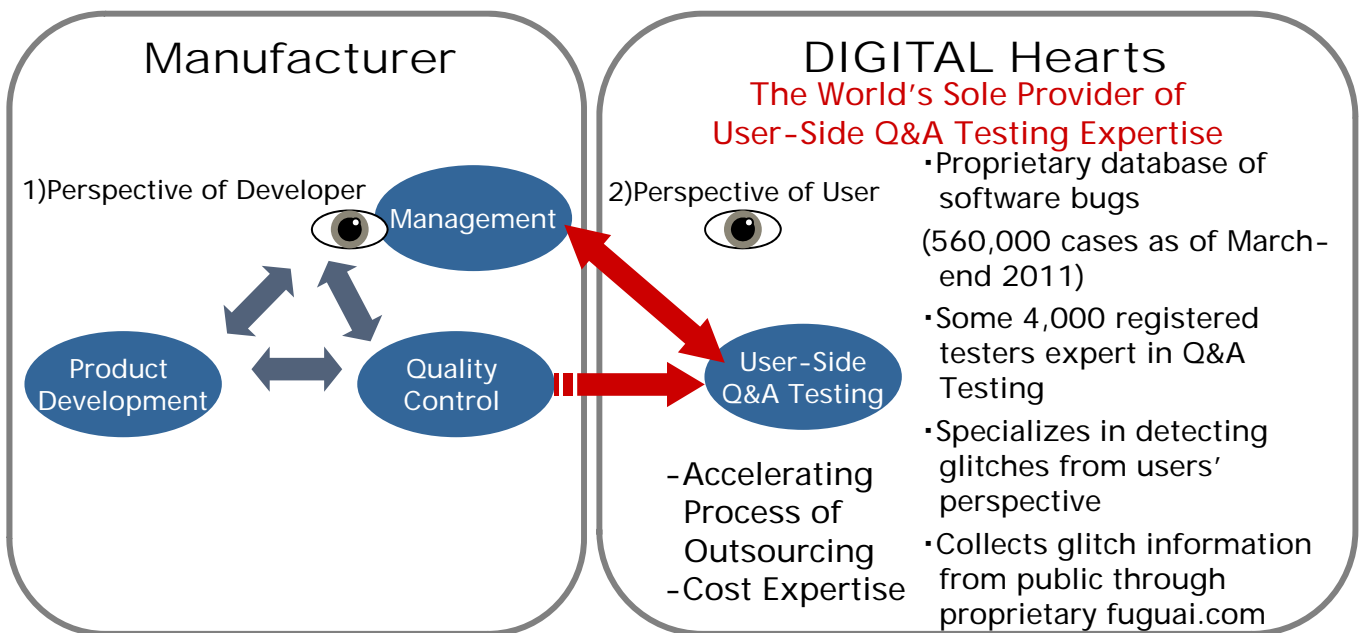 Manufacturer
1)Perspective of Developer
Management
Product
Development
Quality
Control
DIGITAL Hearts
The World's Sole Provider of
User-Side Q&A Testing Expertise
2)Perspective of User
User-Side
Q&A Testing
-Accelerating
Process of
Outsourcing
-Cost Expertise
・Proprietary database of
software bugs
(560,000 cases as of March-
end 2011)
・Some 4,000 registered
testers expert in Q&A
Testing
・Specializes in detecting
glitches from users'
perspective
・Collects glitch information
from public through
proprietary fuguai.com